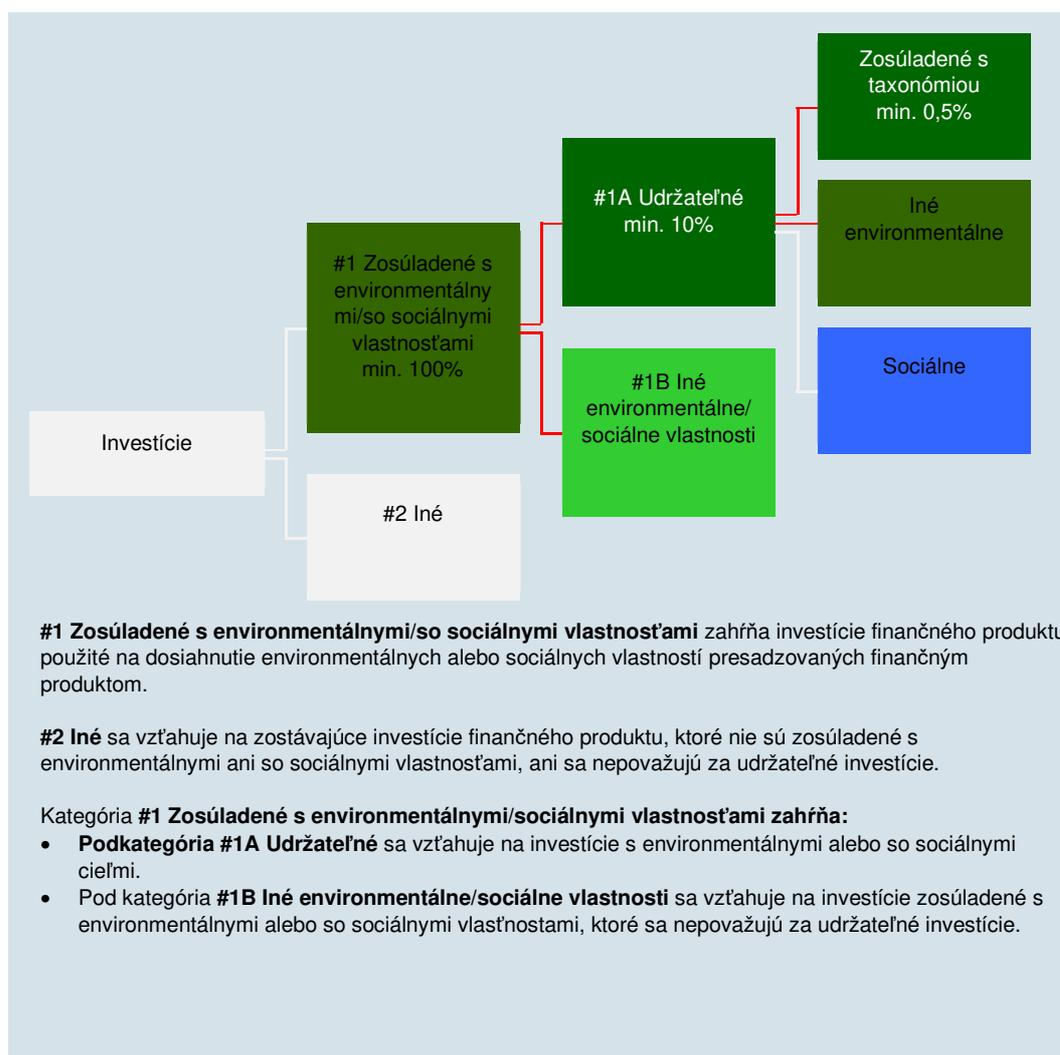 Zosúladené s
taxonómiou
min. 0,5%
#1A Udržateľné
min. 10%
Iné
environmentálne
#1 Zosúladené s
environmentálny
mi/so sociálnymi
vlastnosťami
min. 100%
Sociálne
#1B Iné
environmentálne/
sociálne vlastnosti
Investície
#2 Iné
#1 Zosúladené s environmentálnymi/so sociálnymi vlastnosťami zahŕňa investície finančného produktu
použité na dosiahnutie environmentálnych alebo sociálnych vlastností presadzovaných finančným
produktom.
#2 Iné sa vzťahuje na zostávajúce investície finančného produktu, ktoré nie sú zosúladené s
environmentálnymi ani so sociálnymi vlastnosťami, ani sa nepovažujú za udržateľné investície.
Kategória #1 Zosúladené s environmentálnymi/sociálnymi vlastnosťami zahŕňa:
• Podkategória #1A Udržateľné sa vzťahuje na investície s environmentálnymi alebo so sociálnymi
cieľmi.
• Pod kategória #1B Iné environmentálne/sociálne vlastnosti sa vzťahuje na investície zosúladené s
environmentálnymi alebo so sociálnymi vlasťnostami, ktoré sa nepovažujú za udržateľné investície.